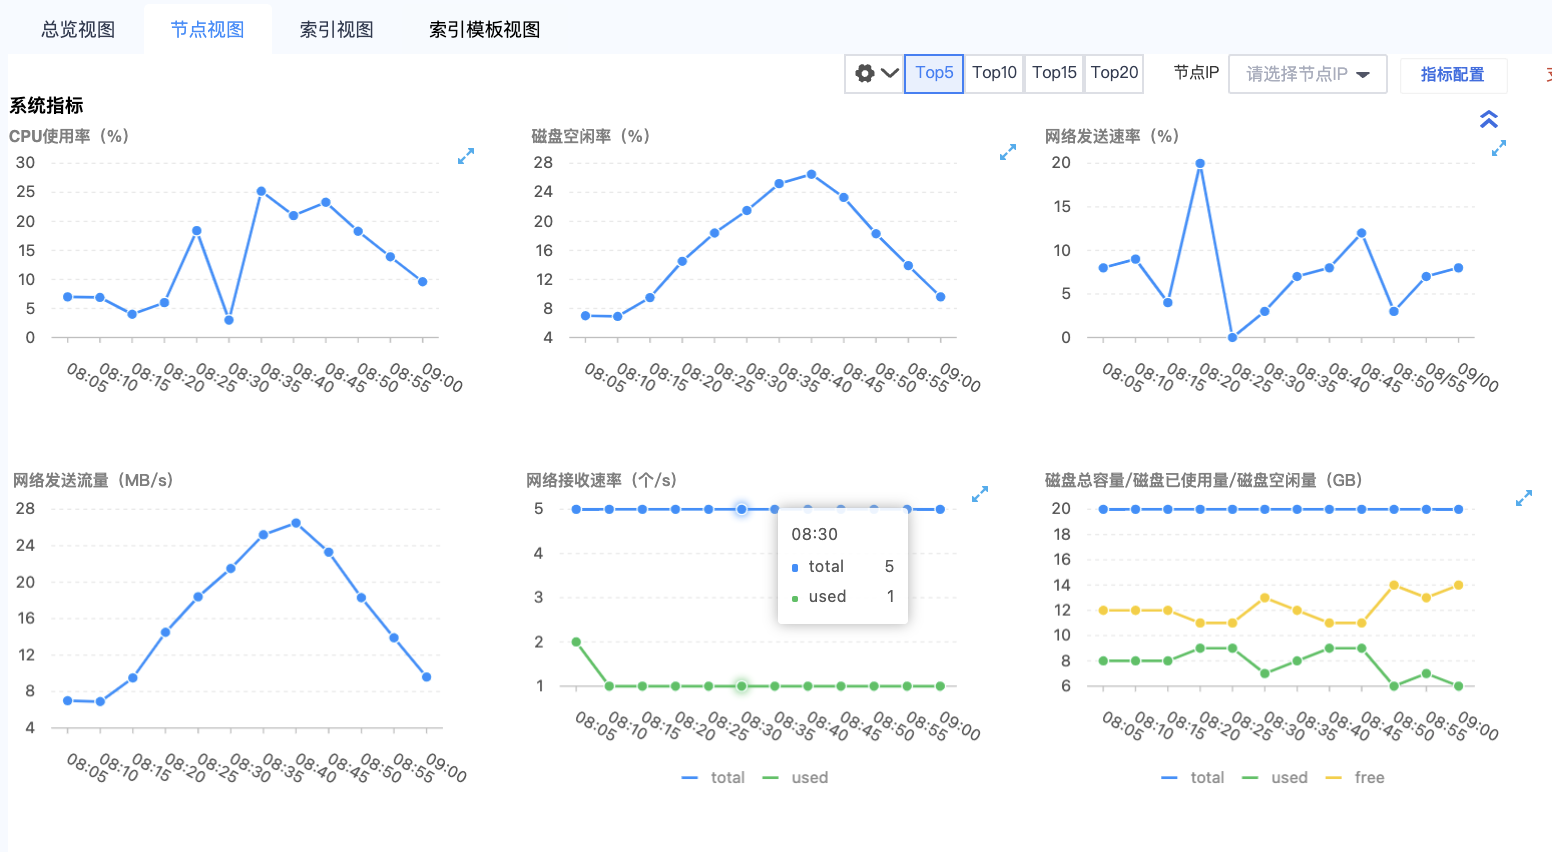 总览视图 节点视图 索引视图 索引模板视图
Top5 Top10 Top15 Top20 节点IP 请选择节点IP 指标配置
系统指标
CPU使用率（%）
30
25
20
15
10
5
0
08:05 08:10 08:15 08:20 08:25 08:30 08:35 08:40 08:45 08:50 08:55 09:00
磁盘空闲率（%）
28
24
20
16
12
8
4
08:05 08:10 08:15 08:20 08:25 08:30 08:35 08:40 08:45 08:50 08:55 09:00
网络发送速率（%）
20
15
10
5
0
08:05 08:10 08:15 08:20 08:25 08:30 08:35 08:40 08:45 08:50 08/55 09/00
网络发送流量（MB/s）
28
24
20
16
12
8
4
08:05 08:10 08:15 08:20 08:25 08:30 08:35 08:40 08:45 08:50 08:55 09:00
网络接收速率（个/s）
5
4
3
2
1
08:30
total 5
used 1
08:05 08:10 08:15 08:20 08:25 08:30 08:35 08:40 08:45 08:50 08:55 09:00
total used
磁盘总容量/磁盘已使用量/磁盘空闲量（GB）
20
18
16
14
12
10
8
6
08:05 08:10 08:15 08:20 08:25 08:30 08:35 08:40 08:45 08:50 08:55 09:00
total used free